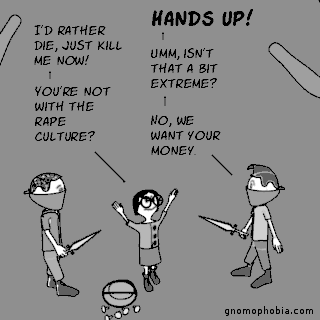 HANDS UP!
I'D RATHER
DIE, JUST KILL
ME NOW!
UMM, ISN'T
THAT A BIT
EXTREME?
YOU'RE NOT
WITH THE
RAPE
CULTURE?
NO, WE
WANT YOUR
MONEY.
gnomophobia.com